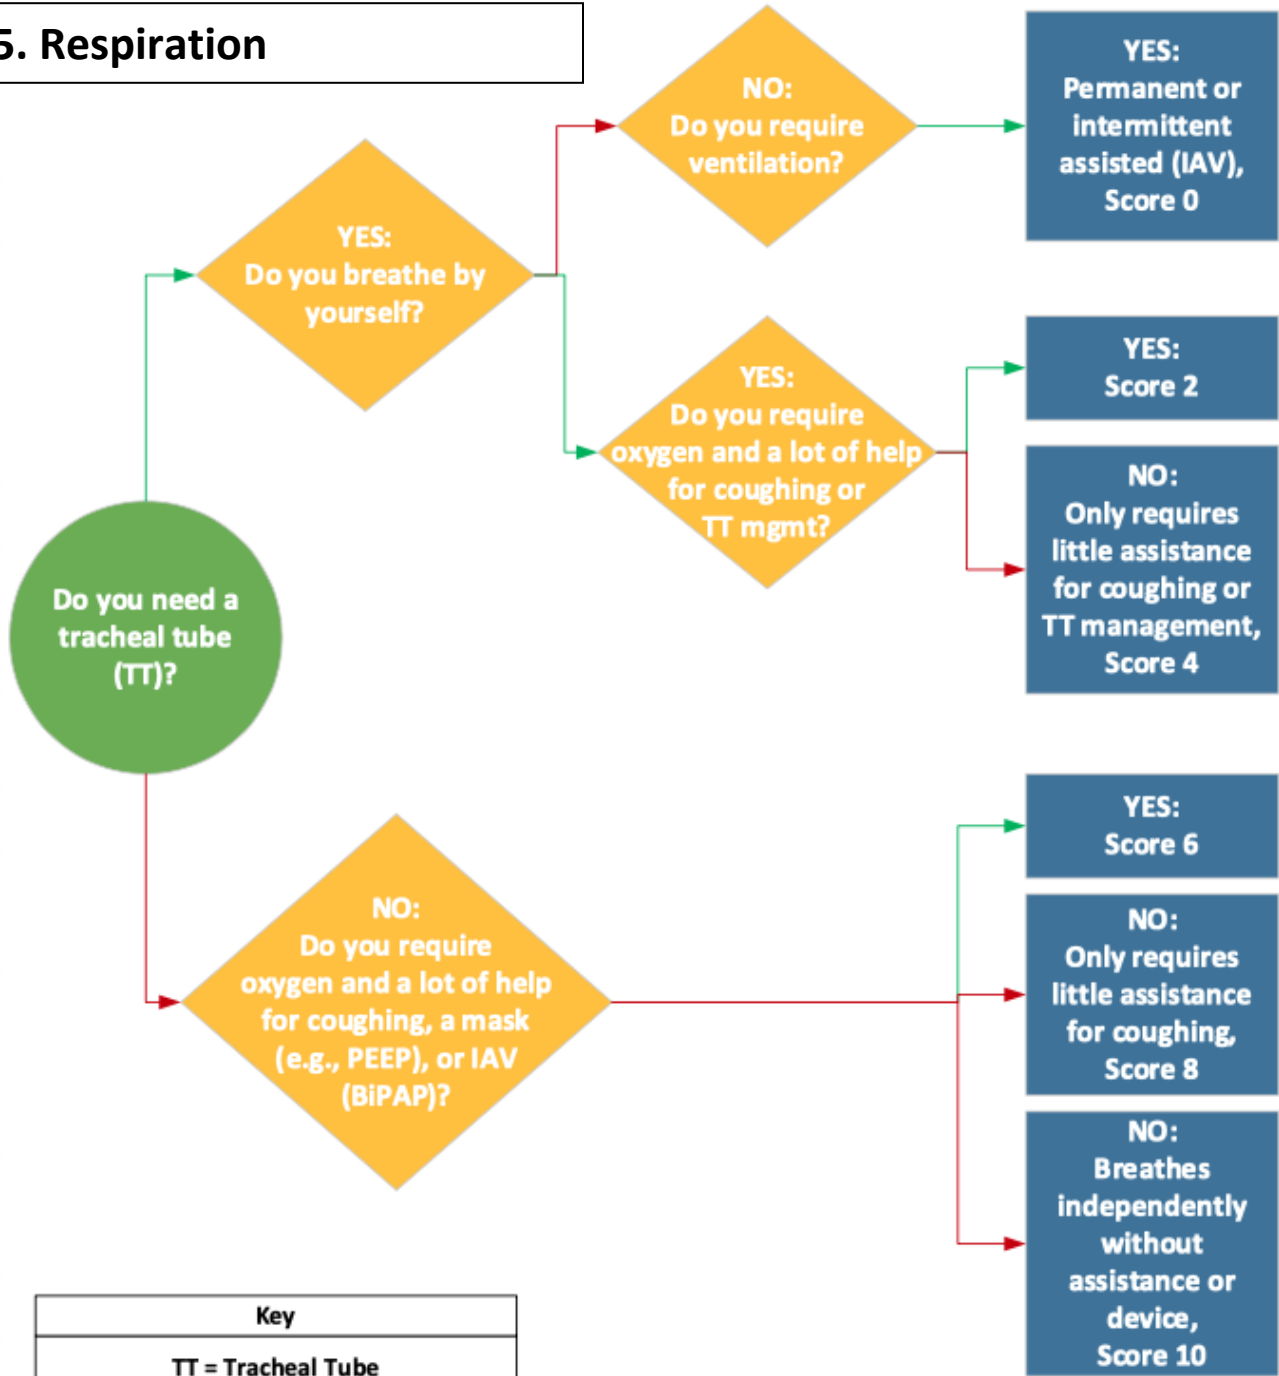 5. Respiration
NO:
Do you require
ventilation?
YES:
Permanent or
intermittent
assisted (IAV),
Score 0
YES:
Do you breathe by
yourself?
YES:
Do you require
oxygen and a lot of help
for coughing or
TT mgmt?
YES:
Score 2
NO:
Only requires
little assistance
for coughing or
TT management,
Score 4
Do you need a
tracheal tube
(TT)?
NO:
Do you require
oxygen and a lot of help
for coughing, a mask
(e.g., PEEP), or IAV
(BiPAP)?
YES:
Score 6
NO:
Only requires
little assistance
for coughing,
Score 8
NO:
Breathes
independently
without
assistance or
device,
Score 10
Key
TT = Tracheal Tube